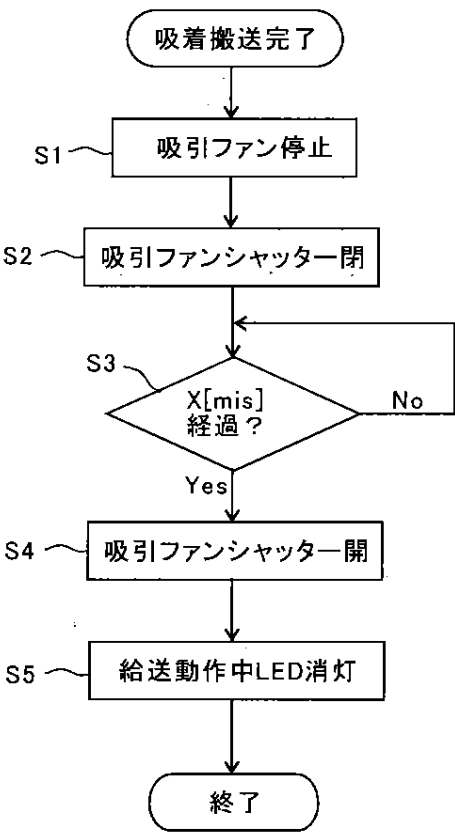 吸着搬送完了
S1
吸引ファン停止
S2
吸引ファンシャッター閉
S3
X[mis]
経過？
No
Yes
S4
吸引ファンシャッター開
S5
給送動作中LED消灯
終了